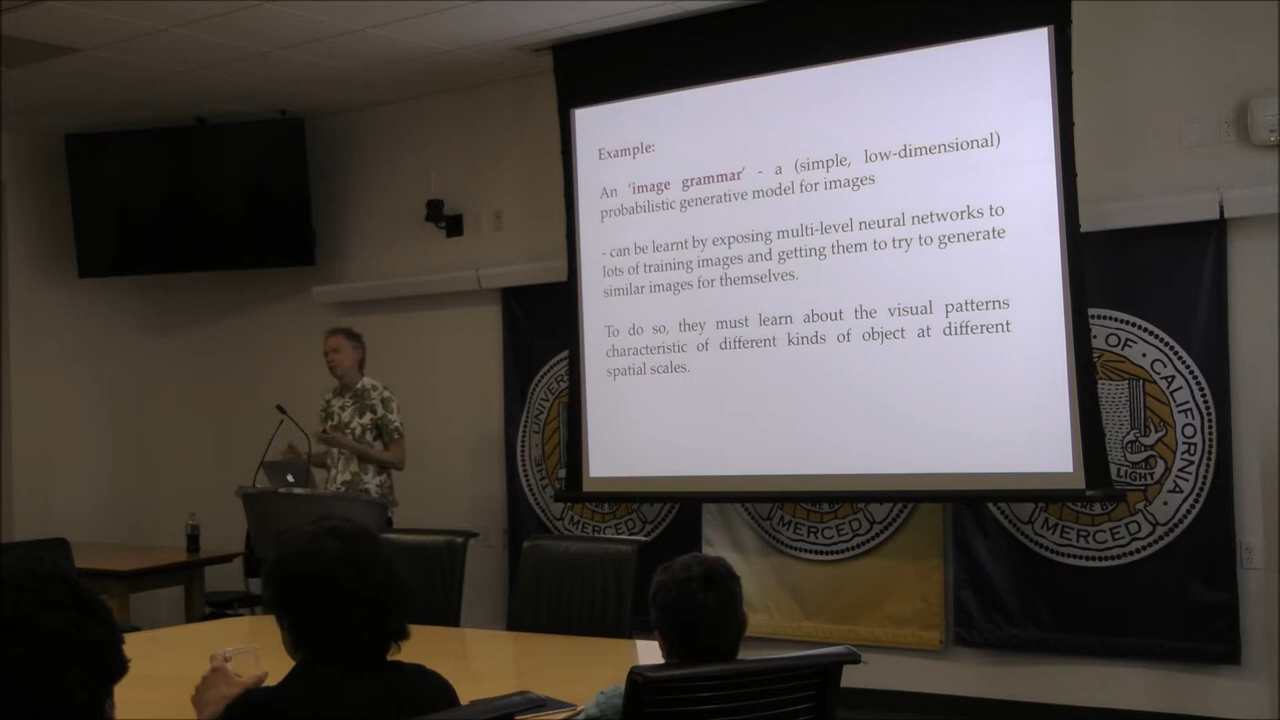 Example:
An 'image grammar' - a (simple, low-dimensional)
probabilistic generative model for images
- can be learnt by exposing multi-level neural networks to
lots of training images and getting them to try to generate
similar images for themselves.
To do so, they must learn about the visual patterns
characteristic of different kinds of object at different
spatial scales.
THE · UNIVERS
MERCED
MERCED
OF · CALIFORNIA ·
LIGHT
MERCED